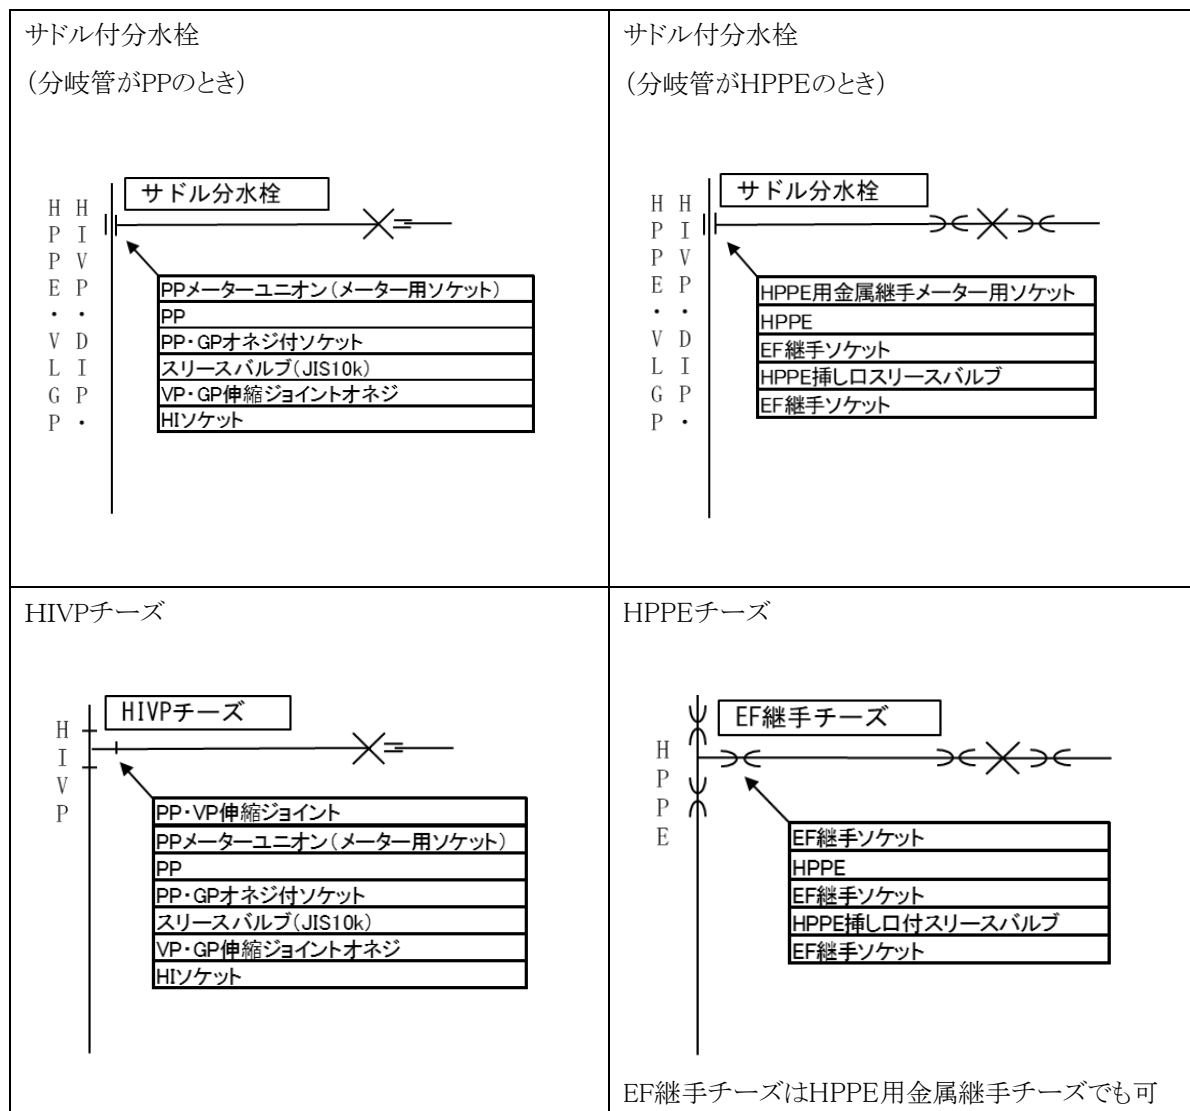 サドル付分水栓
(分岐管がPPのとき)
サドル分水栓
HPPE・VLGP
HIVP・DIP・
PPメーターユニオン(メーター用ソケット)
PP
PP・GPオネジ付ソケット
スリースバルブ(JIS10k)
VP・GP伸縮ジョイントオネジ
HIソケット
サドル付分水栓
(分岐管がHPPEのとき)
サドル分水栓
HPPE・VLGP
HIVP・DIP・
HPPE用金属継手メーター用ソケット
HPPE
EF継手ソケット
HPPE挿し口スリースバルブ
EF継手ソケット
HIVPチーズ
HIVPチーズ
HIVP
PP・VP伸縮ジョイント
PPメーターユニオン(メーター用ソケット)
PP
PP・GPオネジ付ソケット
スリースバルブ(JIS10k)
VP・GP伸縮ジョイントオネジ
HIソケット
HPPEチーズ
EF継手チーズ
HPPE
EF継手ソケット
HPPE
EF継手ソケット
HPPE挿し口付スリースバルブ
EF継手ソケット
EF継手チーズはHPPE用金属継手チーズでも可